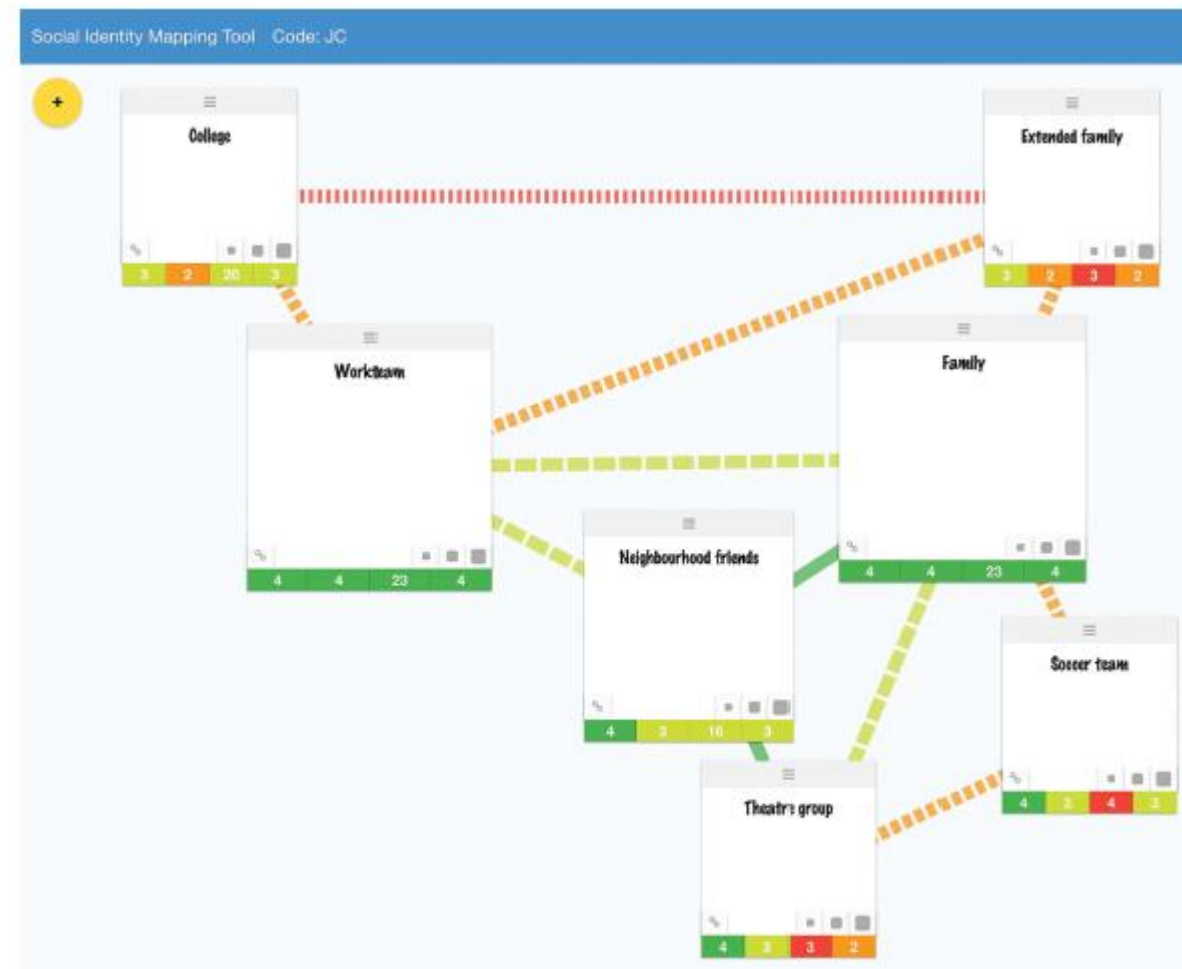 Social Identity Mapping Tool Code: JC
+
College
3 2 20 3
Extended family
3 2 3 2
Workteam
4 4 23 4
Family
4 4 23 4
Neighbourhood friends
4 3 16 3
Soccer team
4 3 4 3
Theatre group
4 3 3 2